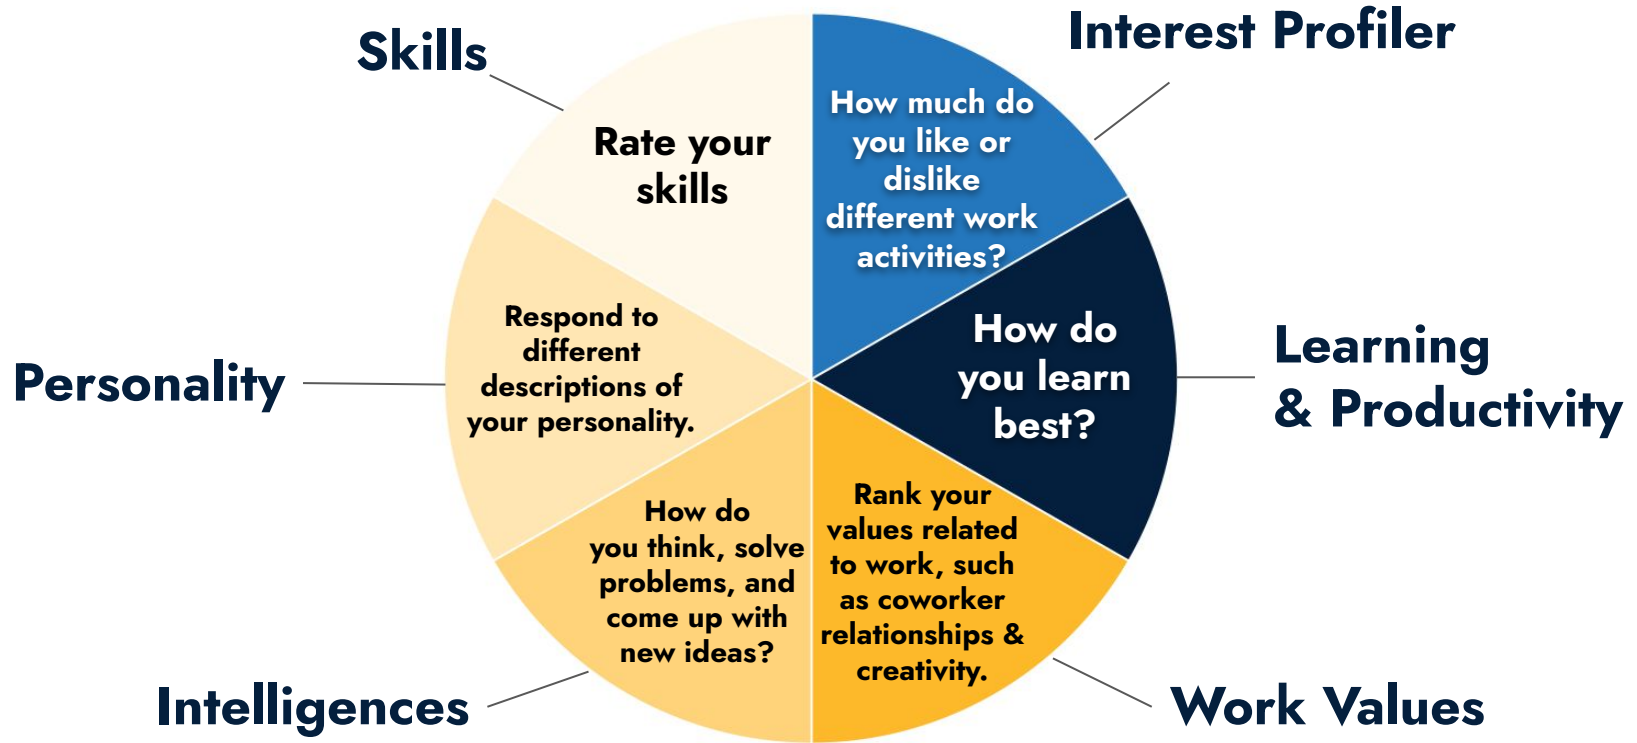 Skills
Rate your
skills
Interest Profiler
How much do
you like or
dislike
different work
activities?
Learning
& Productivity
How do
you learn
best?
Work Values
Rank your
values related
to work, such
as coworker
relationships &
creativity.
Intelligences
How do
you think, solve
problems, and
come up with
new ideas?
Personality
Respond to
different
descriptions of
your personality.